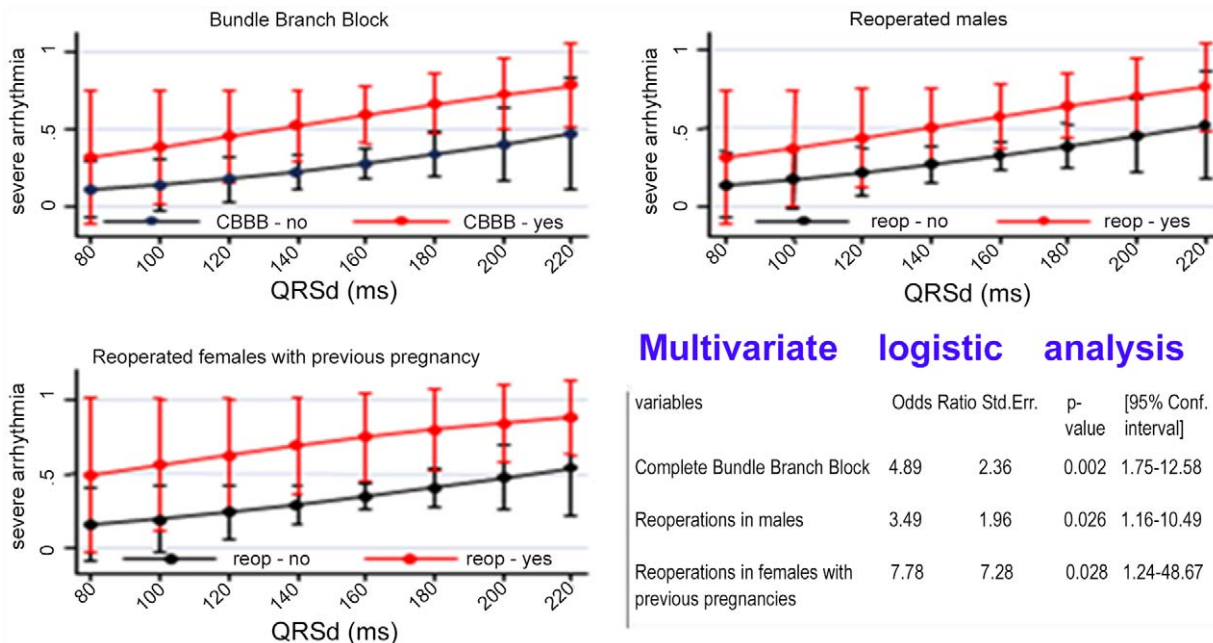 Bundle Branch Block
severe arrhythmia
1
.5
0
CBBB - no CBBB - yes
80 100 120 140 160 180 200 220
QRSd (ms)
Reoperated males
severe arrhythmia
1
.5
0
reop - no reop - yes
80 100 120 140 160 180 200 220
QRSd (ms)
Reoperated females with previous pregnancy
severe arrhythmia
1
.5
0
reop - no reop - yes
80 100 120 140 160 180 200 220
QRSd (ms)
Multivariate logistic analysis
variables Odds Ratio Std.Err. p- [95% Conf.
value interval]
Complete Bundle Branch Block 4.89 2.36 0.002 1.75-12.58
Reoperations in males 3.49 1.96 0.026 1.16-10.49
Reoperations in females with 7.78 7.28 0.028 1.24-48.67
previous pregnancies